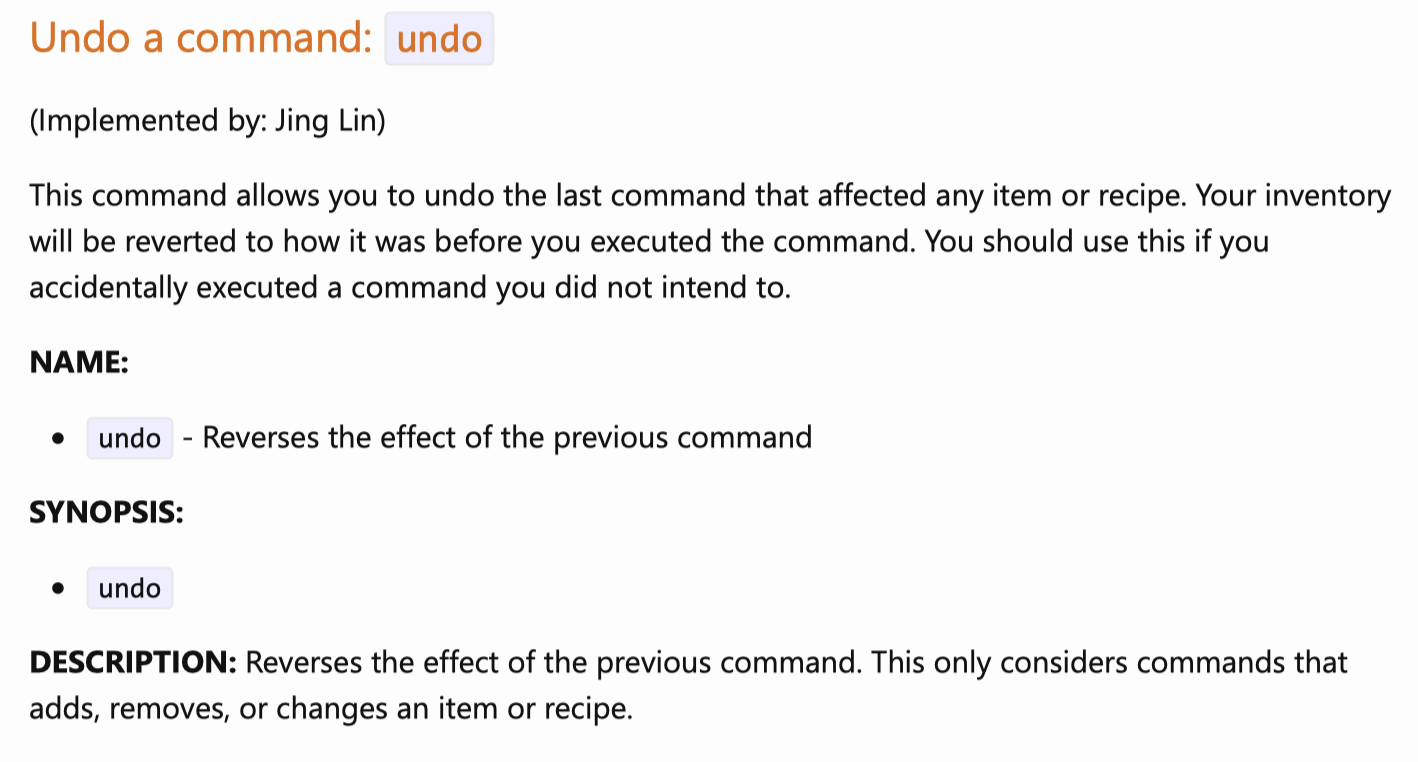 Undo a command: undo
(Implemented by: Jing Lin)
This command allows you to undo the last command that affected any item or recipe. Your inventory
will be reverted to how it was before you executed the command. You should use this if you
accidentally executed a command you did not intend to.
NAME:
• undo - Reverses the effect of the previous command
SYNOPSIS:
• undo
DESCRIPTION: Reverses the effect of the previous command. This only considers commands that
adds, removes, or changes an item or recipe.